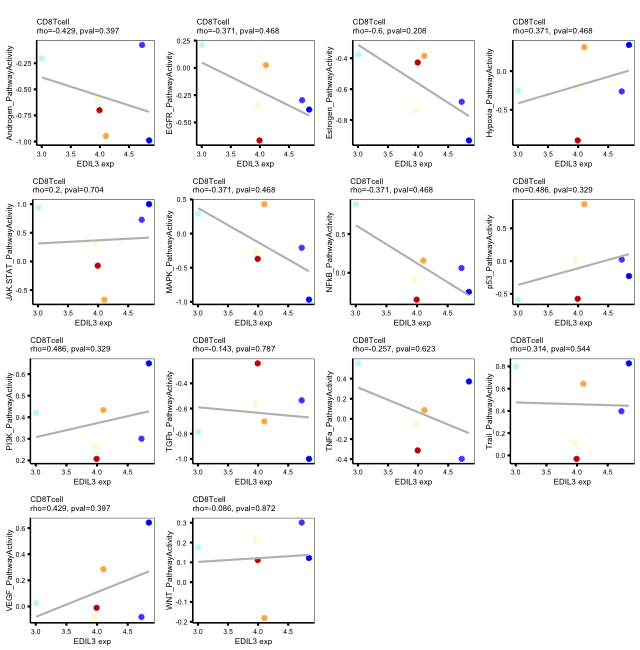 CD8Tcell
rho=-0.429, pval=0.397
Androgen_PathwayActivity
-0.25
-0.50
-0.75
-1.00
3.0 3.5 4.0 4.5
EDIL3 exp
CD8Tcell
rho=-0.371, pval=0.468
EGFR_PathwayActivity
0.25
0.00
-0.25
-0.50
3.0 3.5 4.0 4.5
EDIL3 exp
CD8Tcell
rho=-0.6, pval=0.208
Estrogen_PathwayActivity
-0.4
-0.6
-0.8
3.0 3.5 4.0 4.5
EDIL3 exp
CD8Tcell
rho=0.371, pval=0.468
Hypoxia_PathwayActivity
0.0
-0.5
3.0 3.5 4.0 4.5
EDIL3 exp
CD8Tcell
rho=0.2, pval=0.704
JAK.STAT_PathwayActivity
1.0
0.5
0.0
-0.5
3.0 3.5 4.0 4.5
EDIL3 exp
CD8Tcell
rho=-0.371, pval=0.468
MAPK_PathwayActivity
0.5
0.0
-0.5
-1.0
3.0 3.5 4.0 4.5
EDIL3 exp
CD8Tcell
rho=-0.371, pval=0.468
NFkB_PathwayActivity
0.5
0.0
3.0 3.5 4.0 4.5
EDIL3 exp
CD8Tcell
rho=0.486, pval=0.329
p53_PathwayActivity
0.5
0.0
-0.5
3.0 3.5 4.0 4.5
EDIL3 exp
CD8Tcell
rho=0.486, pval=0.329
PI3K_PathwayActivity
0.6
0.5
0.4
0.3
0.2
3.0 3.5 4.0 4.5
EDIL3 exp
CD8Tcell
rho=-0.143, pval=0.787
TGFb_PathwayActivity
-0.4
-0.6
-0.8
-1.0
3.0 3.5 4.0 4.5
EDIL3 exp
CD8Tcell
rho=-0.257, pval=0.623
TNFa_PathwayActivity
0.4
0.2
0.0
-0.2
-0.4
3.0 3.5 4.0 4.5
EDIL3 exp
CD8Tcell
rho=0.314, pval=0.544
Trail_PathwayActivity
0.8
0.6
0.4
0.2
0.0
3.0 3.5 4.0 4.5
EDIL3 exp
CD8Tcell
rho=0.429, pval=0.397
VEGF_PathwayActivity
0.6
0.4
0.2
0.0
3.0 3.5 4.0 4.5
EDIL3 exp
CD8Tcell
rho=-0.086, pval=0.872
WNT_PathwayActivity
0.3
0.2
0.1
0.0
-0.1
-0.2
3.0 3.5 4.0 4.5
EDIL3 exp